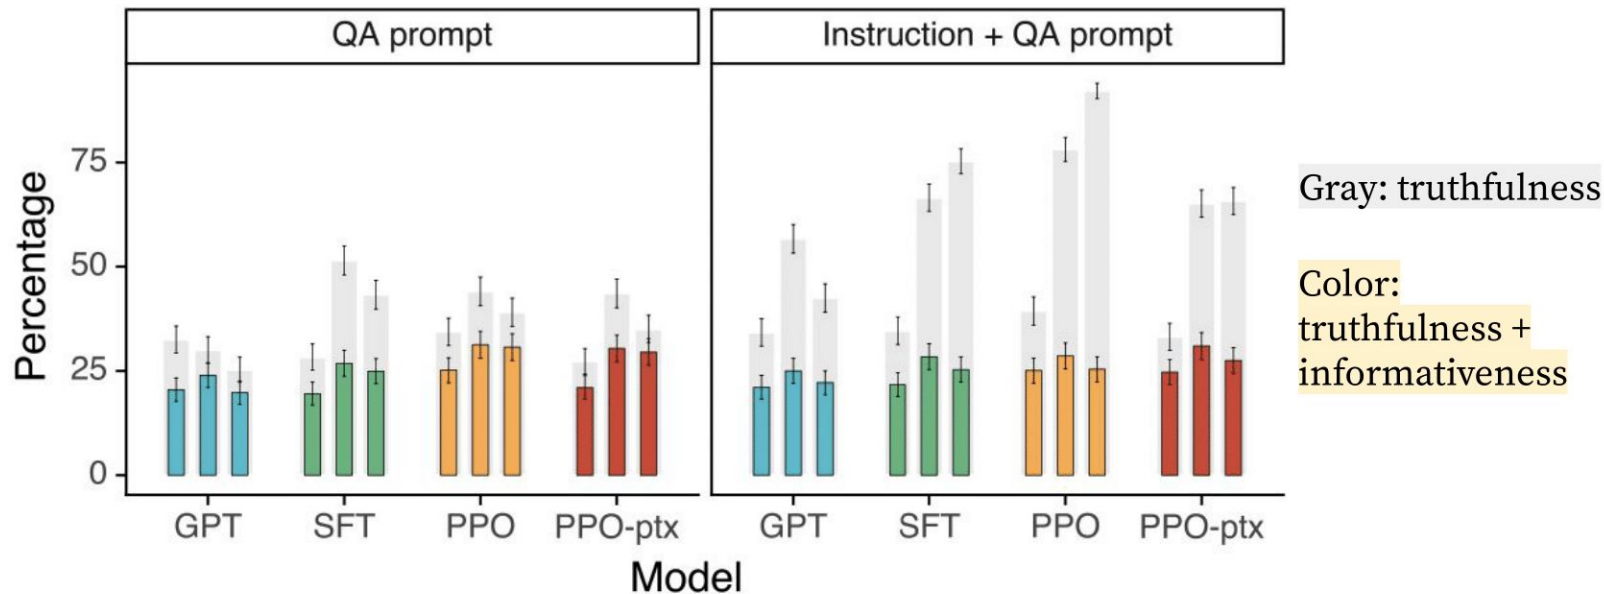 QA prompt
Instruction + QA prompt
Percentage
75
50
25
0
GPT SFT PPO PPO-ptx
GPT SFT PPO PPO-ptx
Model
Gray: truthfulness
Color:
truthfulness +
informativeness